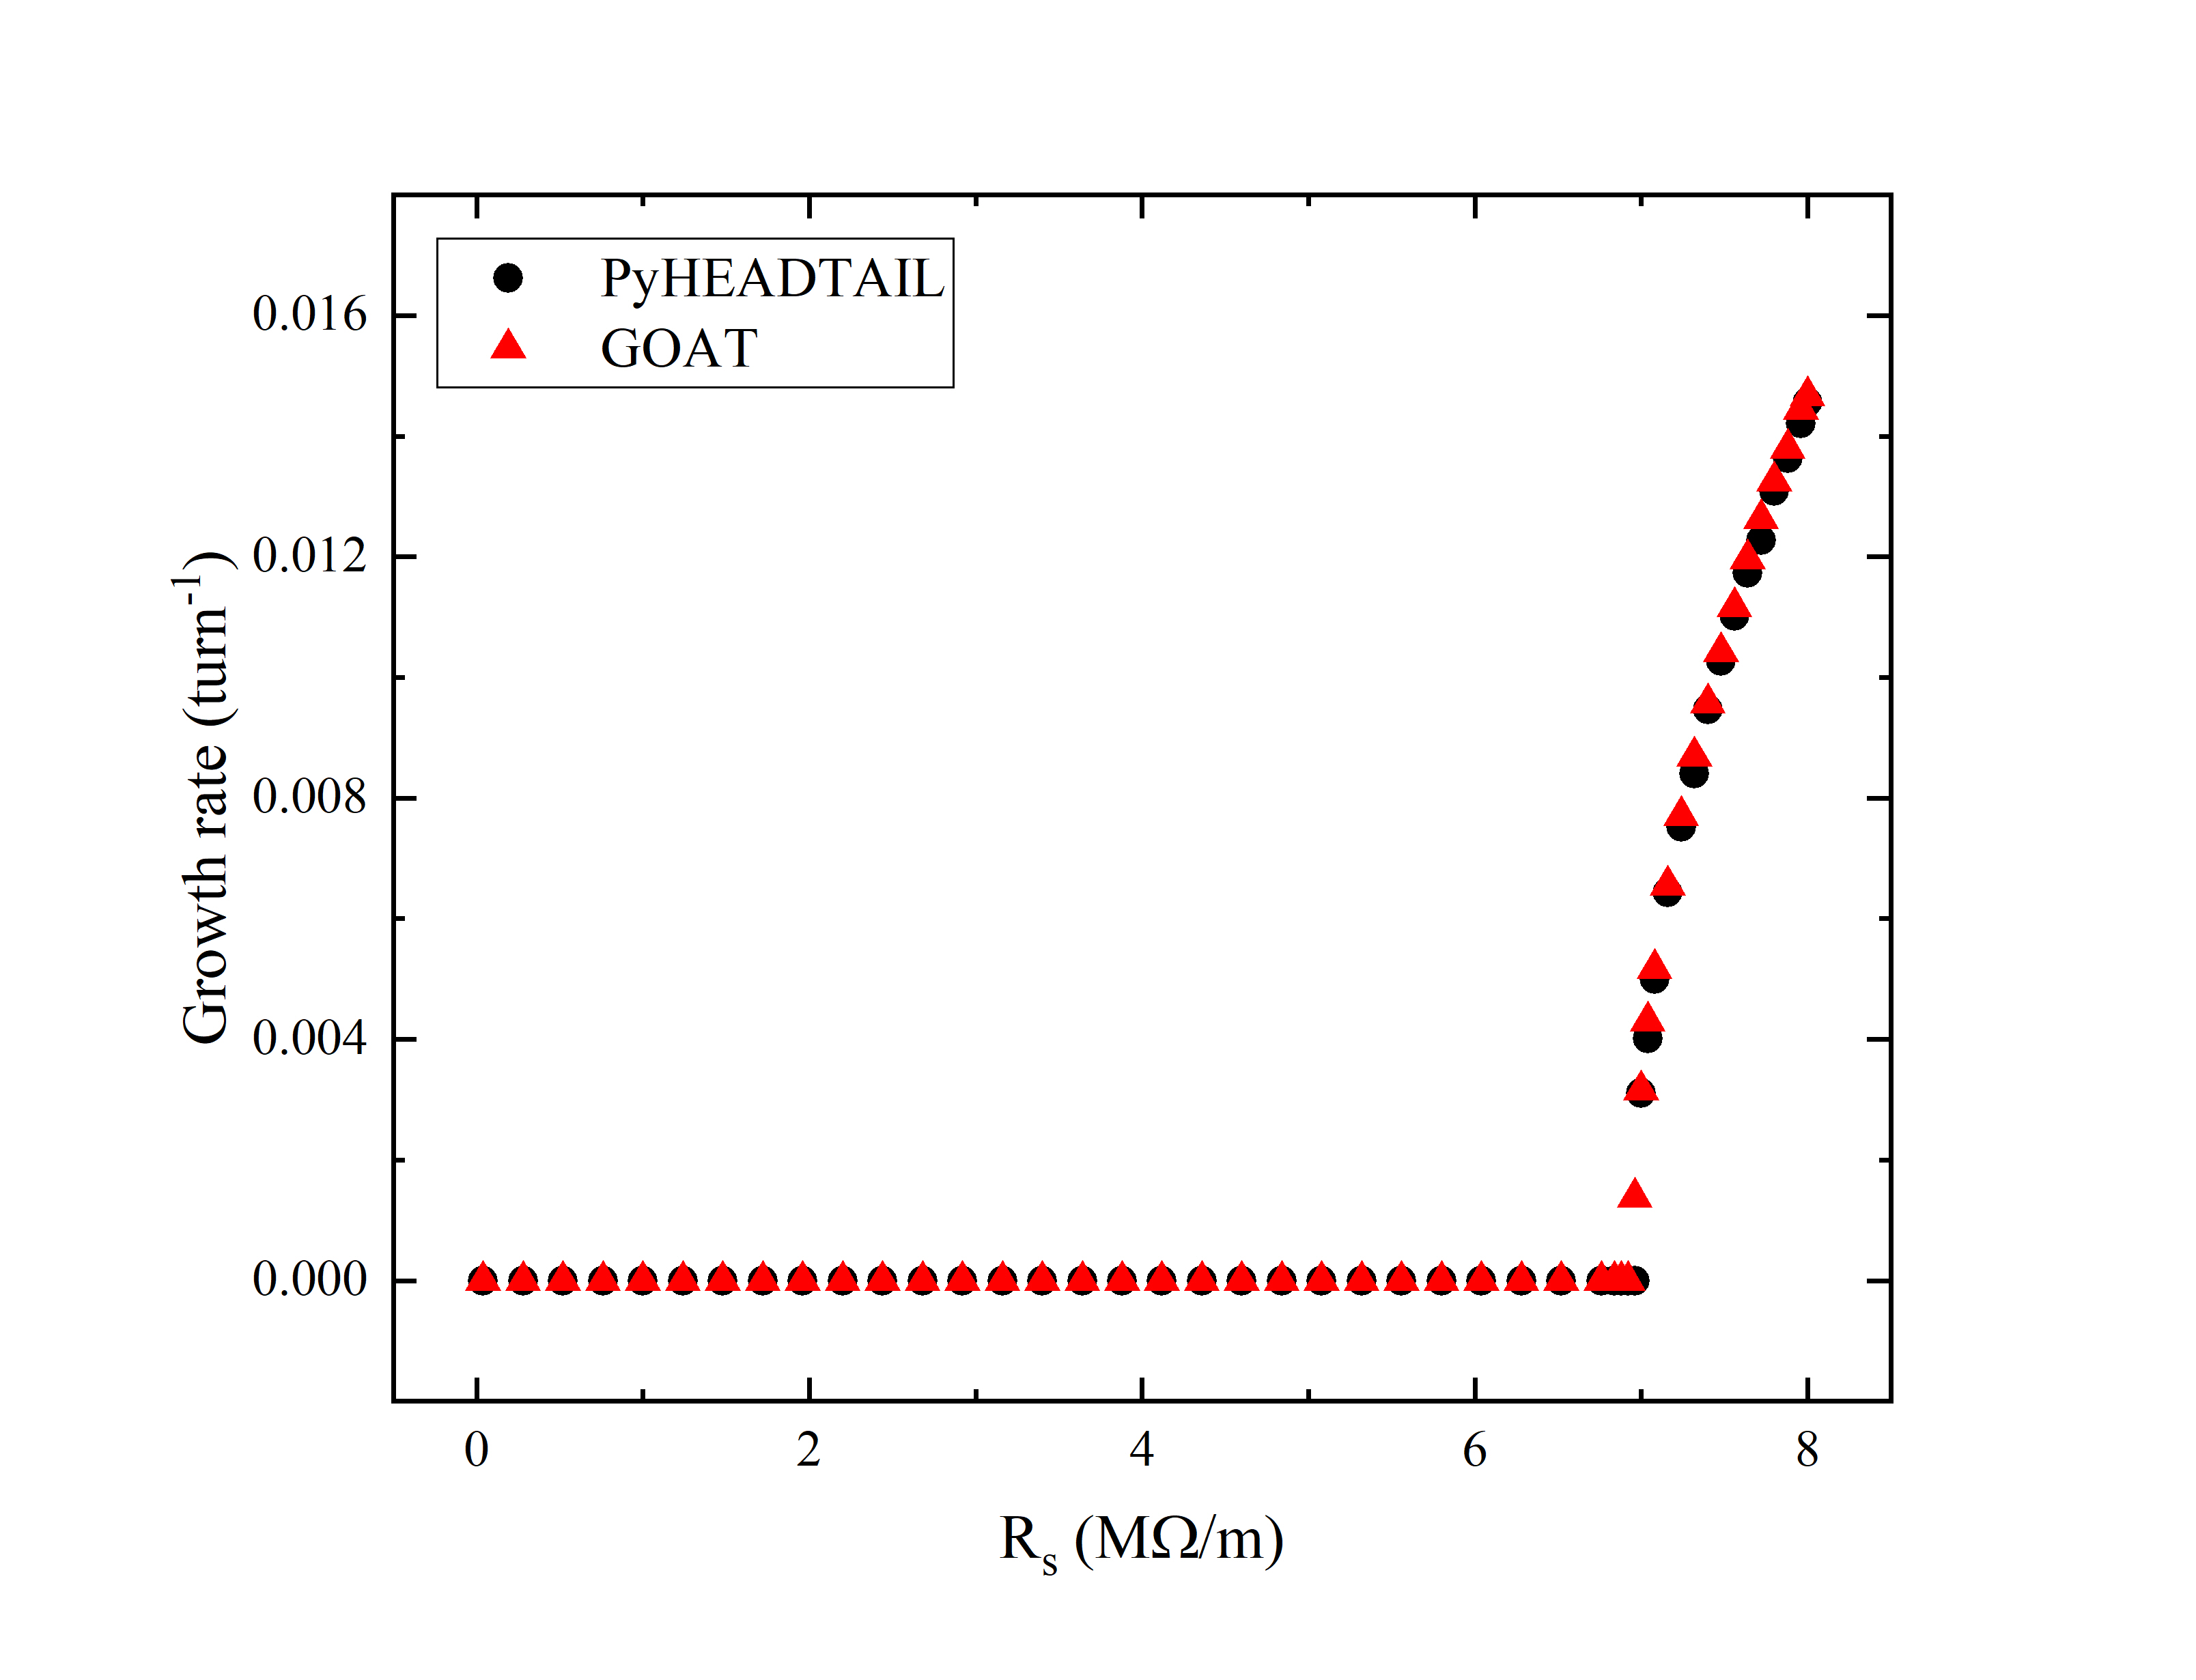 PyHEADTAIL
GOAT
0.016
0.012
0.008
0.004
0.000
Growth rate (turn⁻¹)
0 2 4 6 8
Rₛ (MΩ/m)